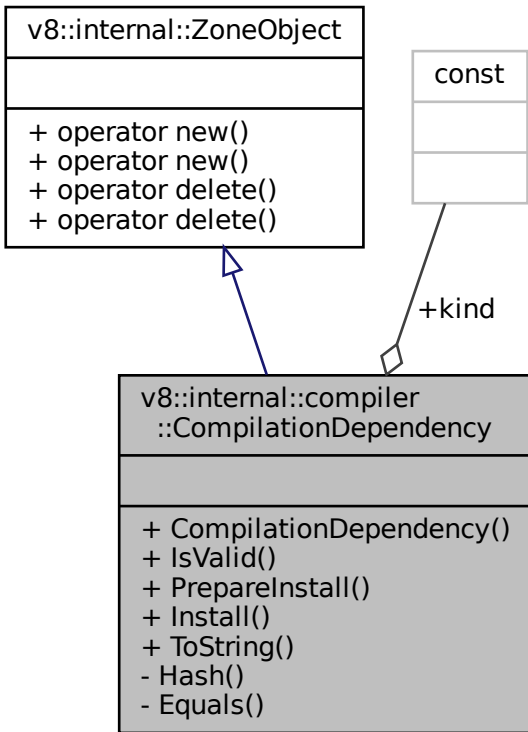 v8::internal::ZoneObject
+ operator new()
+ operator new()
+ operator delete()
+ operator delete()
const
+kind
v8::internal::compiler
::CompilationDependency
+ CompilationDependency()
+ IsValid()
+ PrepareInstall()
+ Install()
+ ToString()
- Hash()
- Equals()